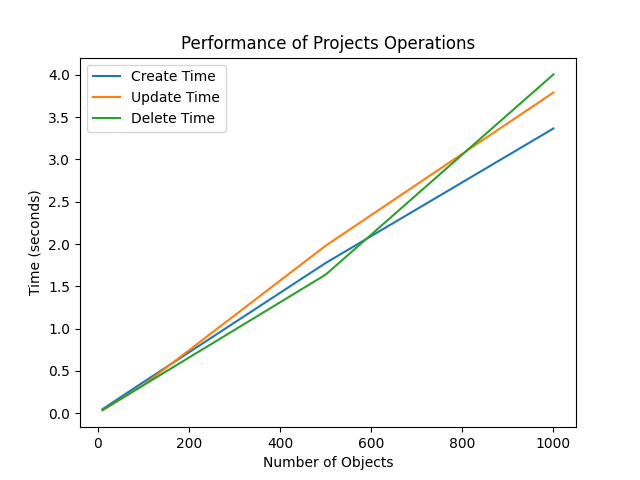 Performance of Projects Operations
Create Time
Update Time
Delete Time
4.0
3.5
3.0
2.5
2.0
1.5
1.0
0.5
0.0
Time (seconds)
0 200 400 600 800 1000
Number of Objects